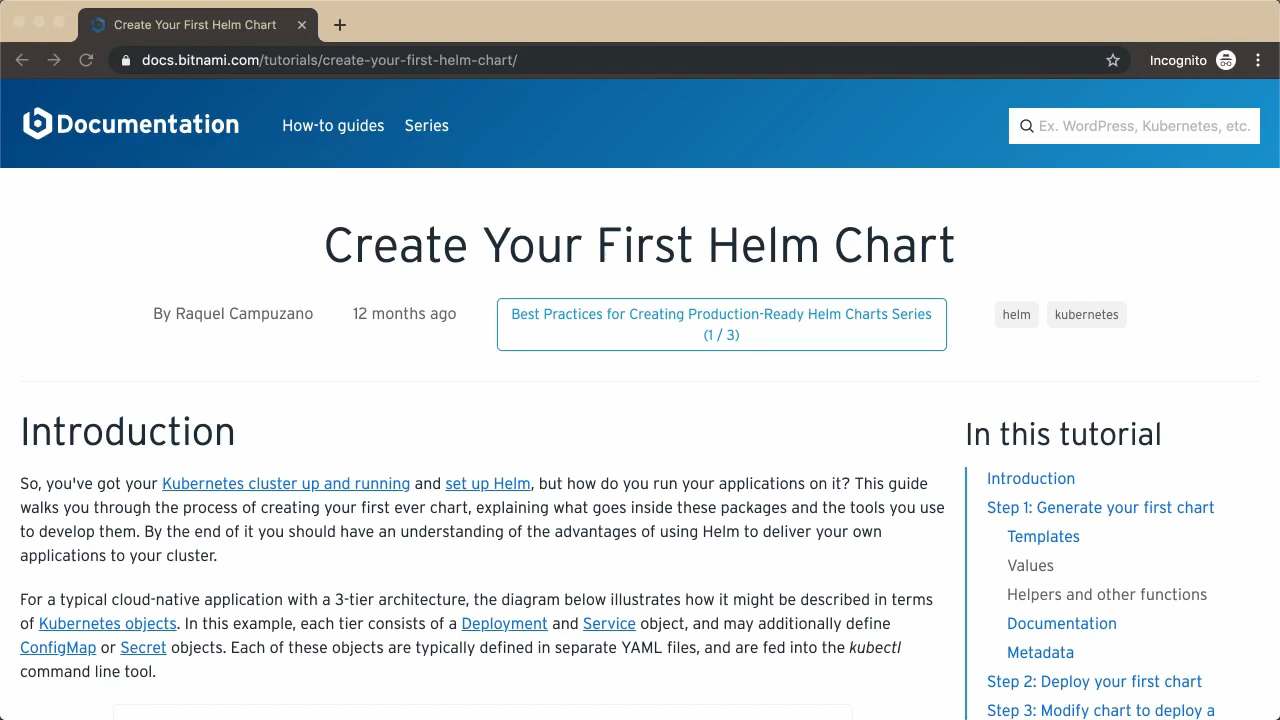 Create Your First Helm Chart
docs.bitnami.com/tutorials/create-your-first-helm-chart/
Incognito
Documentation
How-to guides
Series
Ex. WordPress, Kubernetes, etc.
Create Your First Helm Chart
By Raquel Campuzano
12 months ago
Best Practices for Creating Production-Ready Helm Charts Series
(1 / 3)
helm
kubernetes
Introduction
So, you've got your Kubernetes cluster up and running and set up Helm, but how do you run your applications on it? This guide
walks you through the process of creating your first ever chart, explaining what goes inside these packages and the tools you use
to develop them. By the end of it you should have an understanding of the advantages of using Helm to deliver your own
applications to your cluster.
For a typical cloud-native application with a 3-tier architecture, the diagram below illustrates how it might be described in terms
of Kubernetes objects. In this example, each tier consists of a Deployment and Service object, and may additionally define
ConfigMap or Secret objects. Each of these objects are typically defined in separate YAML files, and are fed into the kubectl
command line tool.
In this tutorial
Introduction
Step 1: Generate your first chart
Templates
Values
Helpers and other functions
Documentation
Metadata
Step 2: Deploy your first chart
Step 3: Modify chart to deploy a